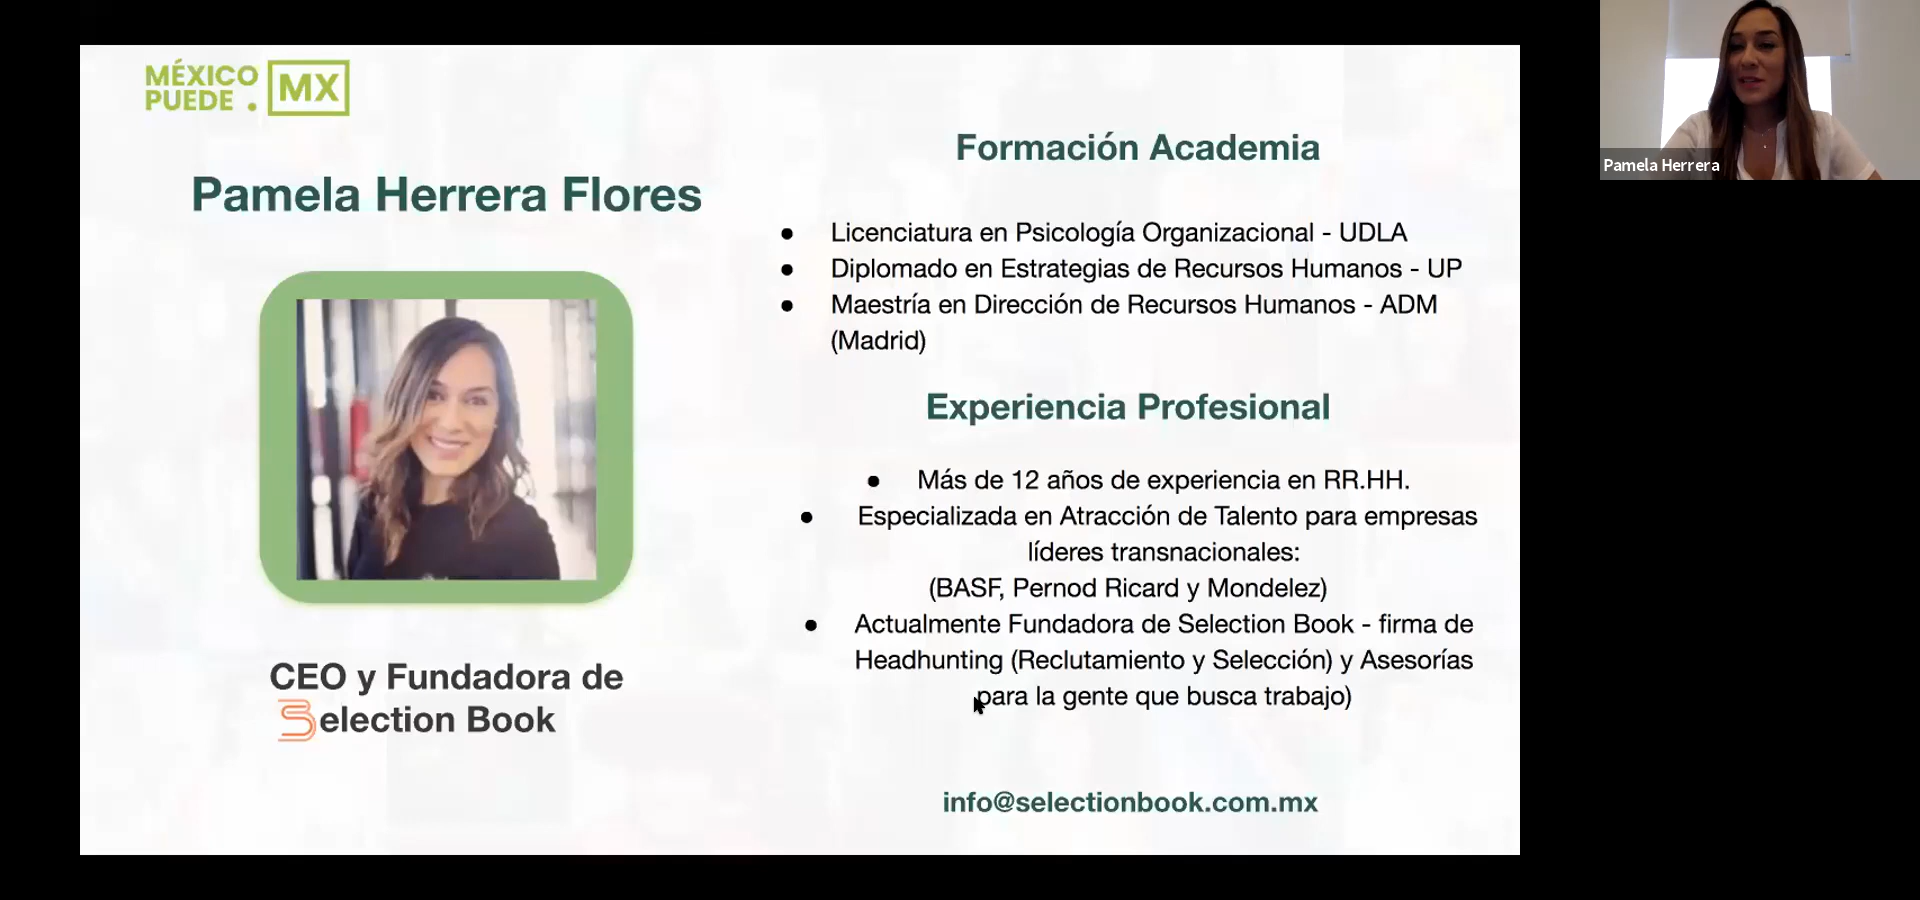 MÉXICO
PUEDE . MX
Pamela Herrera Flores
CEO y Fundadora de
Selection Book
Formación Academia
● Licenciatura en Psicología Organizacional - UDLA
● Diplomado en Estrategias de Recursos Humanos - UP
● Maestría en Dirección de Recursos Humanos - ADM
(Madrid)
Experiencia Profesional
● Más de 12 años de experiencia en RR.HH.
● Especializada en Atracción de Talento para empresas
líderes transnacionales:
(BASF, Pernod Ricard y Mondelez)
● Actualmente Fundadora de Selection Book - firma de
Headhunting (Reclutamiento y Selección) y Asesorías
para la gente que busca trabajo)
info@selectionbook.com.mx
Pamela Herrera